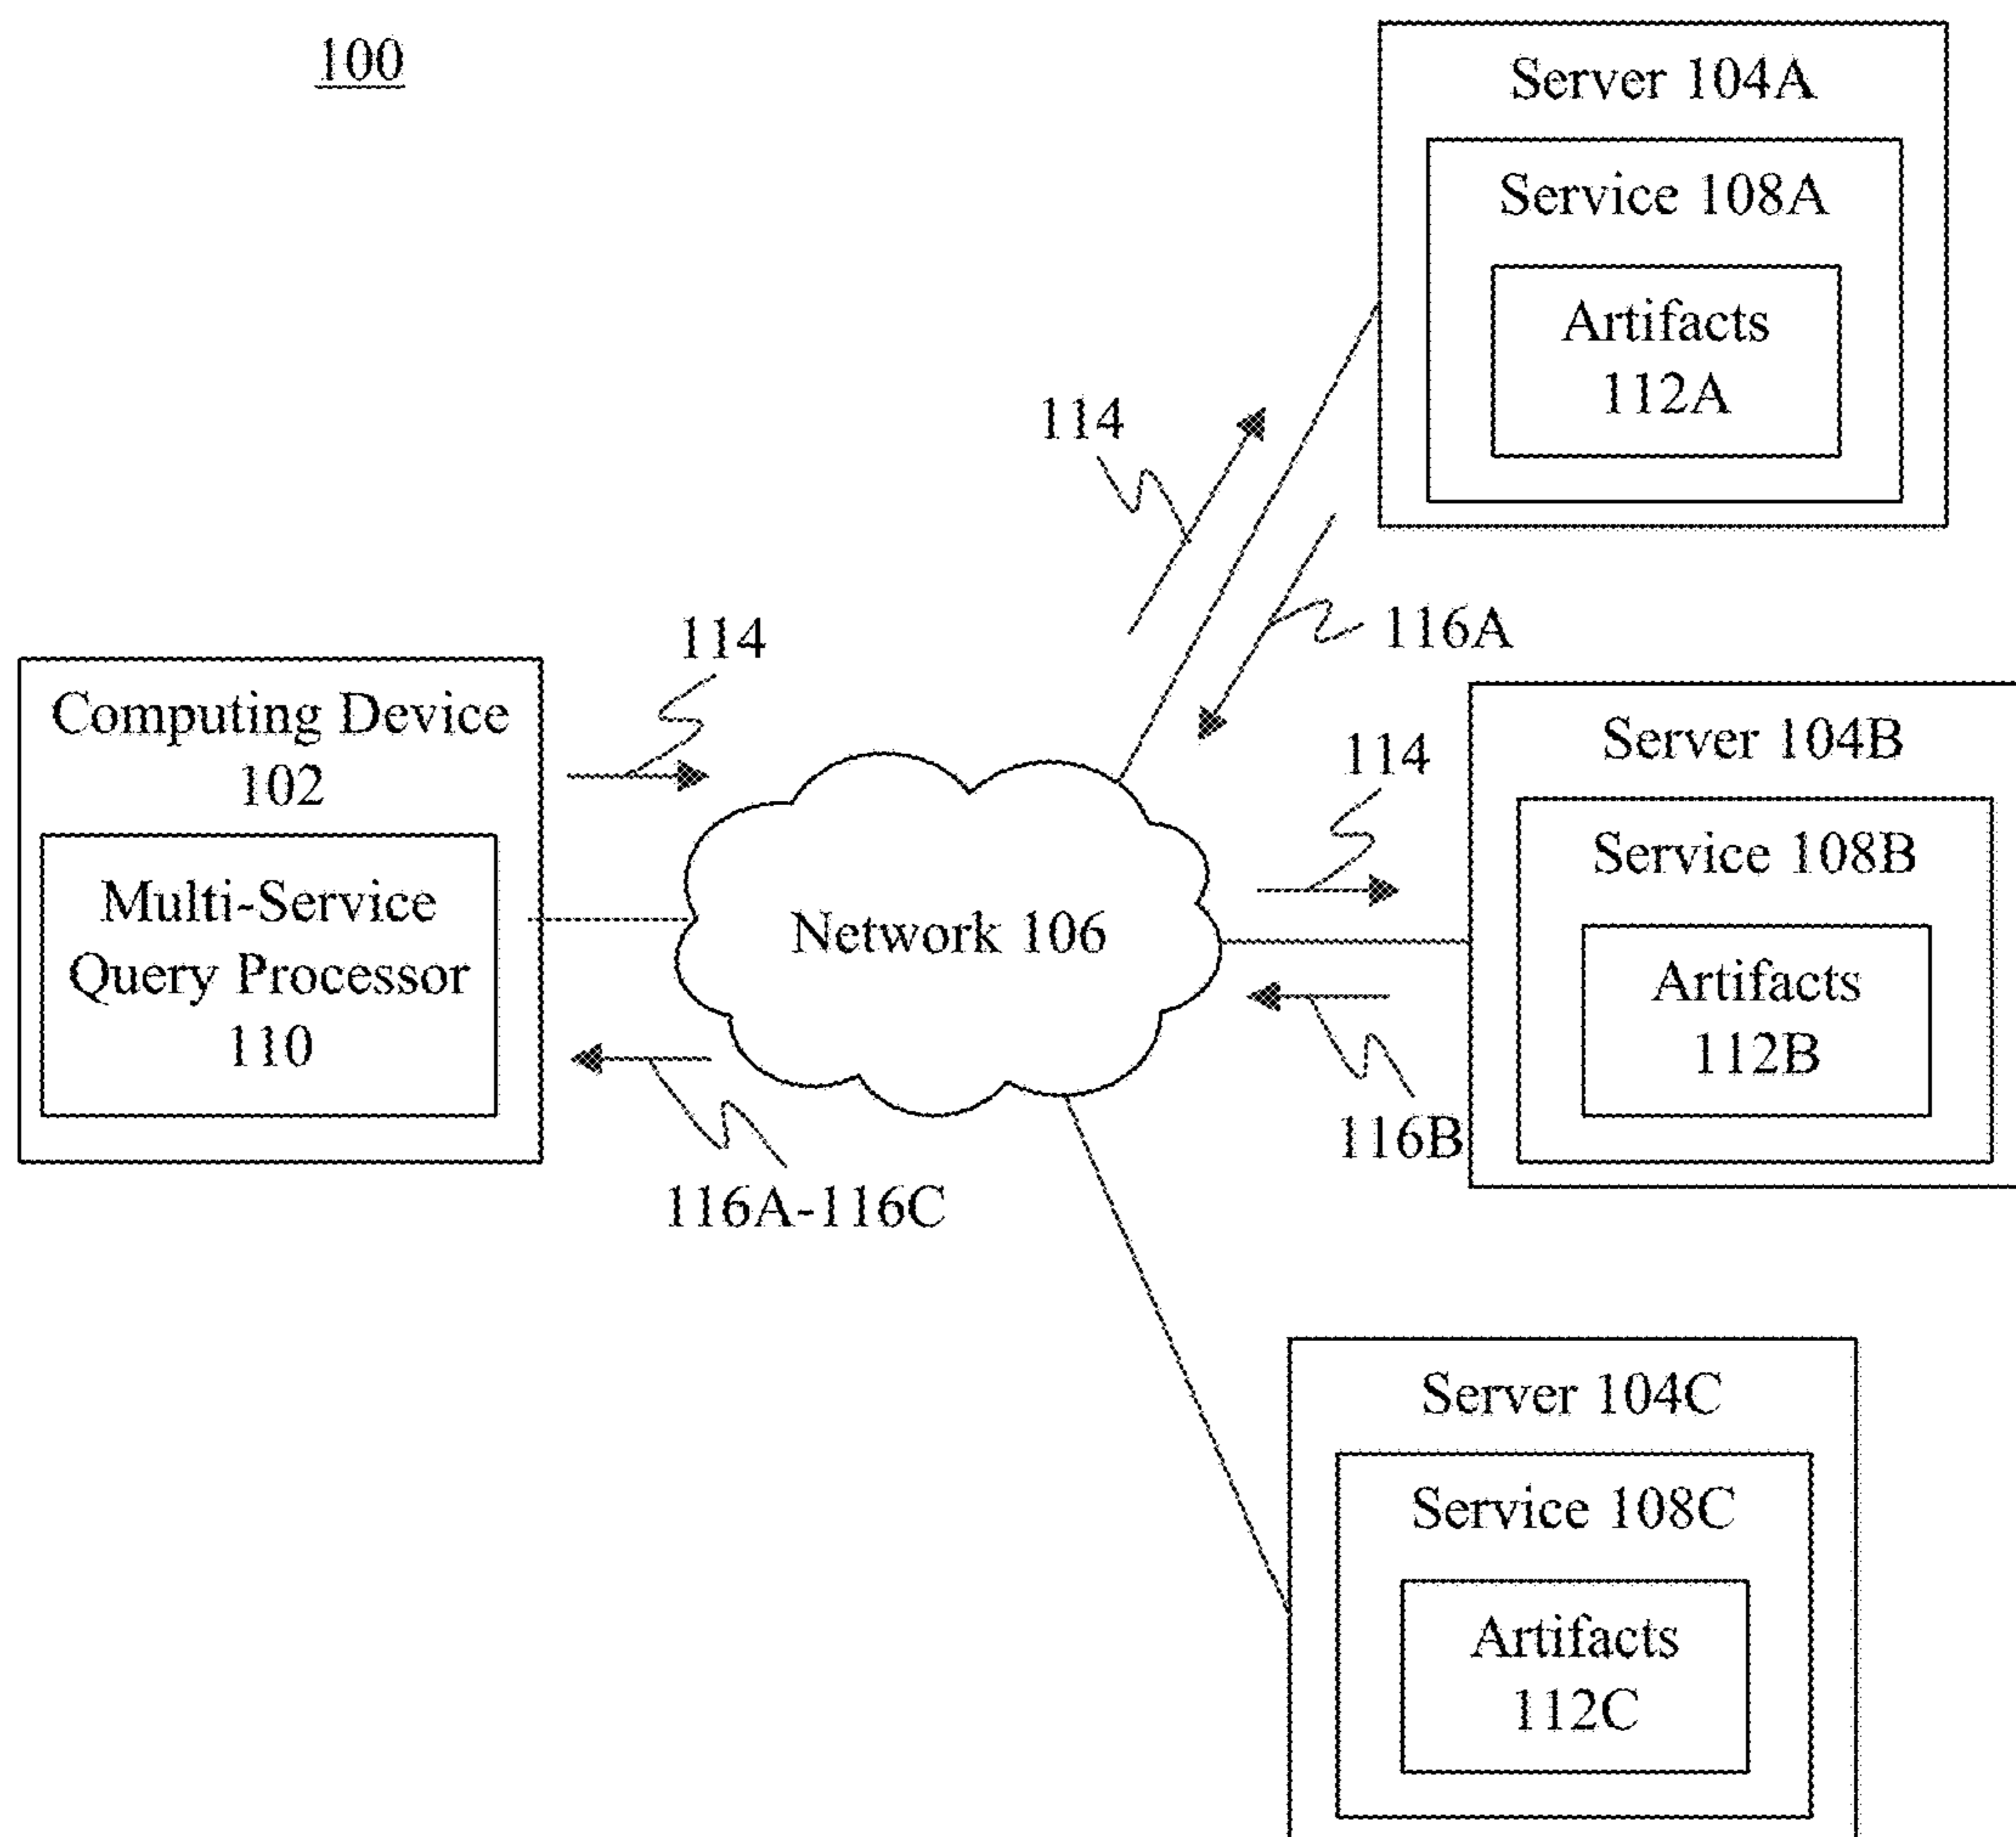 100
Server 104A
Service 108A
Artifacts
112A
114
116A
114
Computing Device
102
Multi-Service
Query Processor
110
Network 106
114
Server 104B
Service 108B
Artifacts
112B
116B
116A-116C
Server 104C
Service 108C
Artifacts
112C